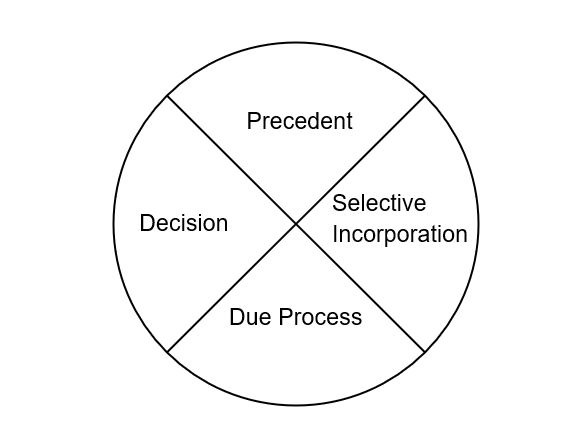 Precedent
Selective
Incorporation
Decision
Due Process